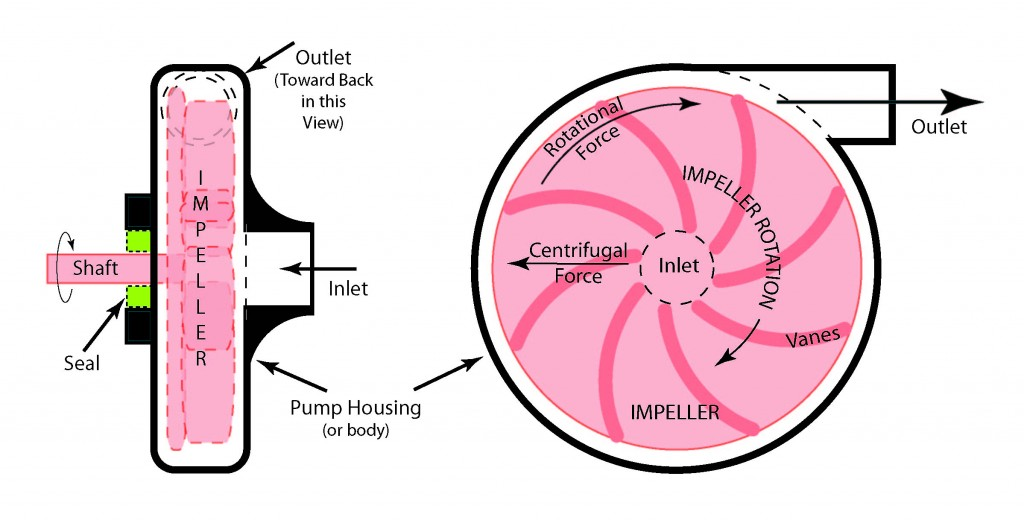 Outlet
(Toward Back
in this
View)
IMPELLER
Shaft
Inlet
Seal
Pump Housing
(or body)
Rotational
Force
IMPELLER ROTATION
Outlet
Centrifugal
Force
Inlet
Vanes
IMPELLER